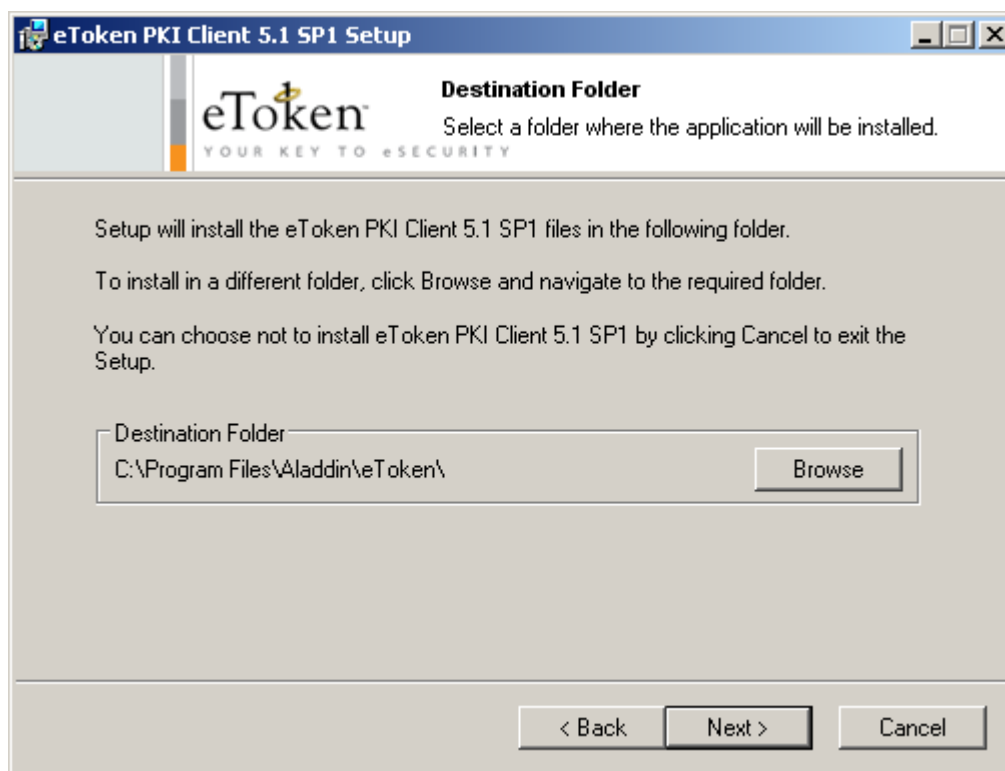 eToken PKI Client 5.1 SP1 Setup
eToken™
YOUR KEY TO eSECURITY
Destination Folder
Select a folder where the application will be installed.
Setup will install the eToken PKI Client 5.1 SP1 files in the following folder.
To install in a different folder, click Browse and navigate to the required folder.
You can choose not to install eToken PKI Client 5.1 SP1 by clicking Cancel to exit the
Setup.
Destination Folder
C:\Program Files\Aladdin\eToken\
Browse
< Back
Next >
Cancel